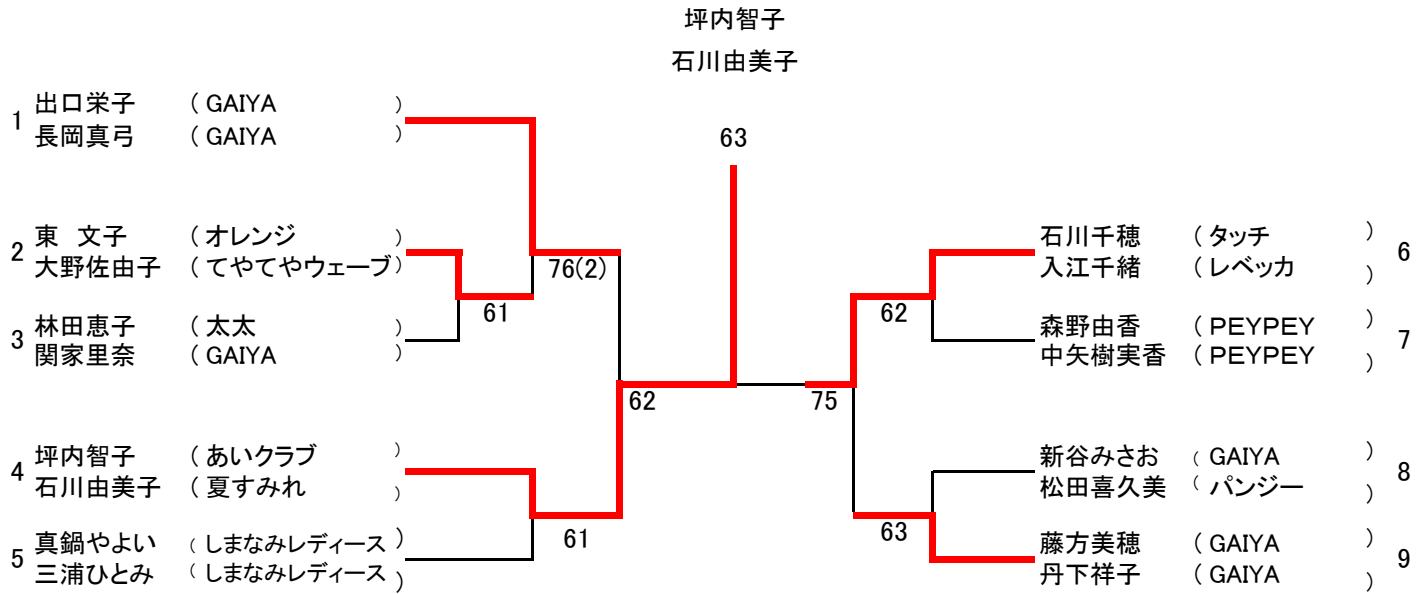 坪内智子
石川由美子
1 出口栄子 ( GAIYA )
長岡真弓 ( GAIYA )
63
2 東 文子 ( オレンジ )
大野佐由子 ( てやてやウェーブ )
76(2)
61
3 林田恵子 ( 太太 )
関家里奈 ( GAIYA )
62
4 坪内智子 ( あいクラブ )
石川由美子 ( 夏すみれ )
61
5 真鍋やよい ( しまなみレディース )
三浦ひとみ ( しまなみレディース )
石川千穂 ( タッチ ) 6
入江千緒 ( レベッカ )
62
森野由香 ( PEYPEY ) 7
中矢樹実香 ( PEYPEY )
75
新谷みさお ( GAIYA ) 8
松田喜久美 ( パンジー )
63
藤方美穂 ( GAIYA ) 9
丹下祥子 ( GAIYA )